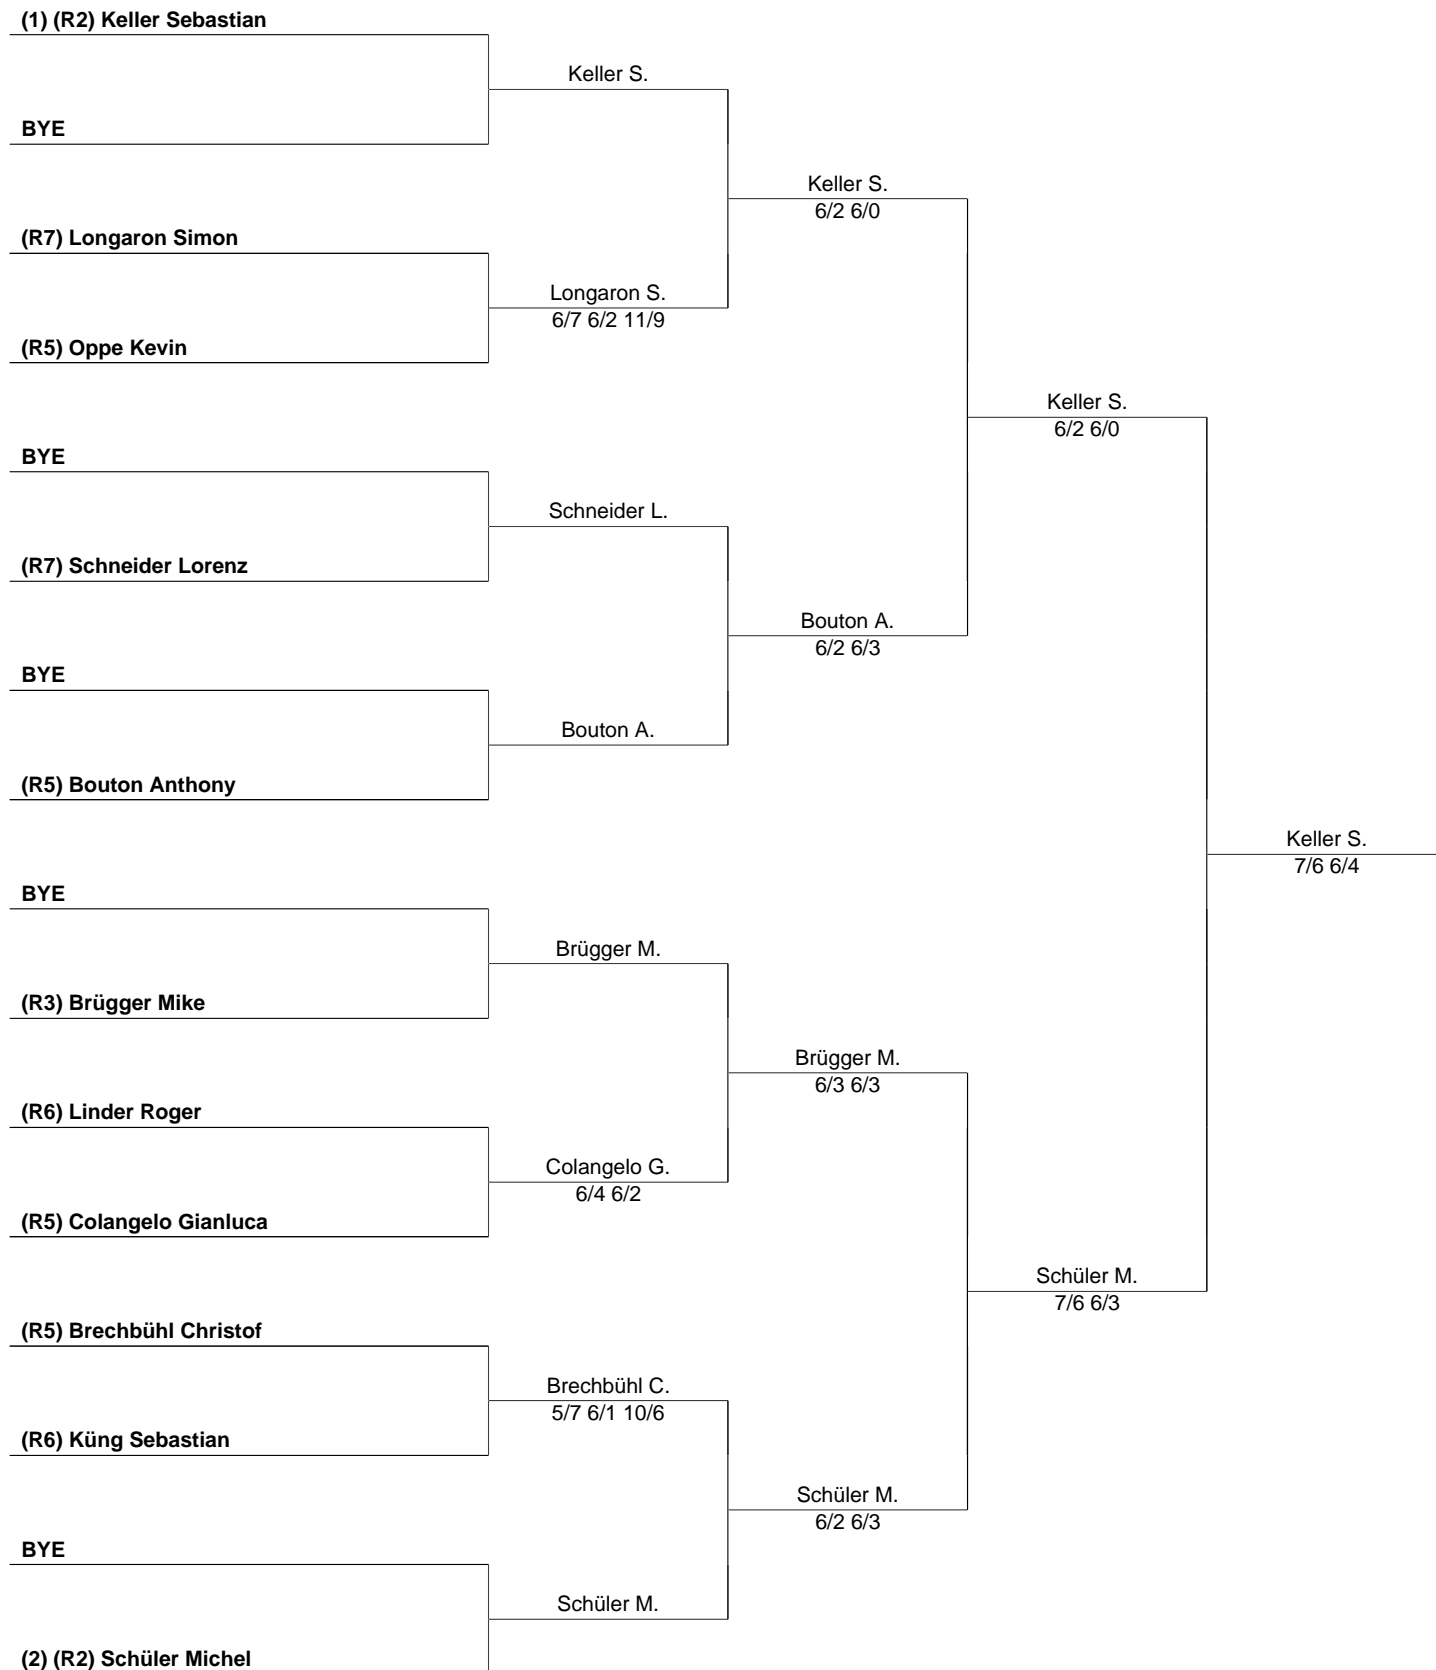 (1) (R2) Keller Sebastian
Keller S.
BYE
Keller S.
6/2 6/0
(R7) Longaron Simon
Longaron S.
6/7 6/2 11/9
(R5) Oppe Kevin
Keller S.
6/2 6/0
BYE
Schneider L.
(R7) Schneider Lorenz
Bouton A.
6/2 6/3
BYE
Bouton A.
(R5) Bouton Anthony
Keller S.
7/6 6/4
BYE
Brügger M.
(R3) Brügger Mike
Brügger M.
6/3 6/3
(R6) Linder Roger
Colangelo G.
6/4 6/2
(R5) Colangelo Gianluca
Schüler M.
7/6 6/3
(R5) Brechbühl Christof
Brechbühl C.
5/7 6/1 10/6
(R6) Küng Sebastian
Schüler M.
6/2 6/3
BYE
Schüler M.
(2) (R2) Schüler Michel